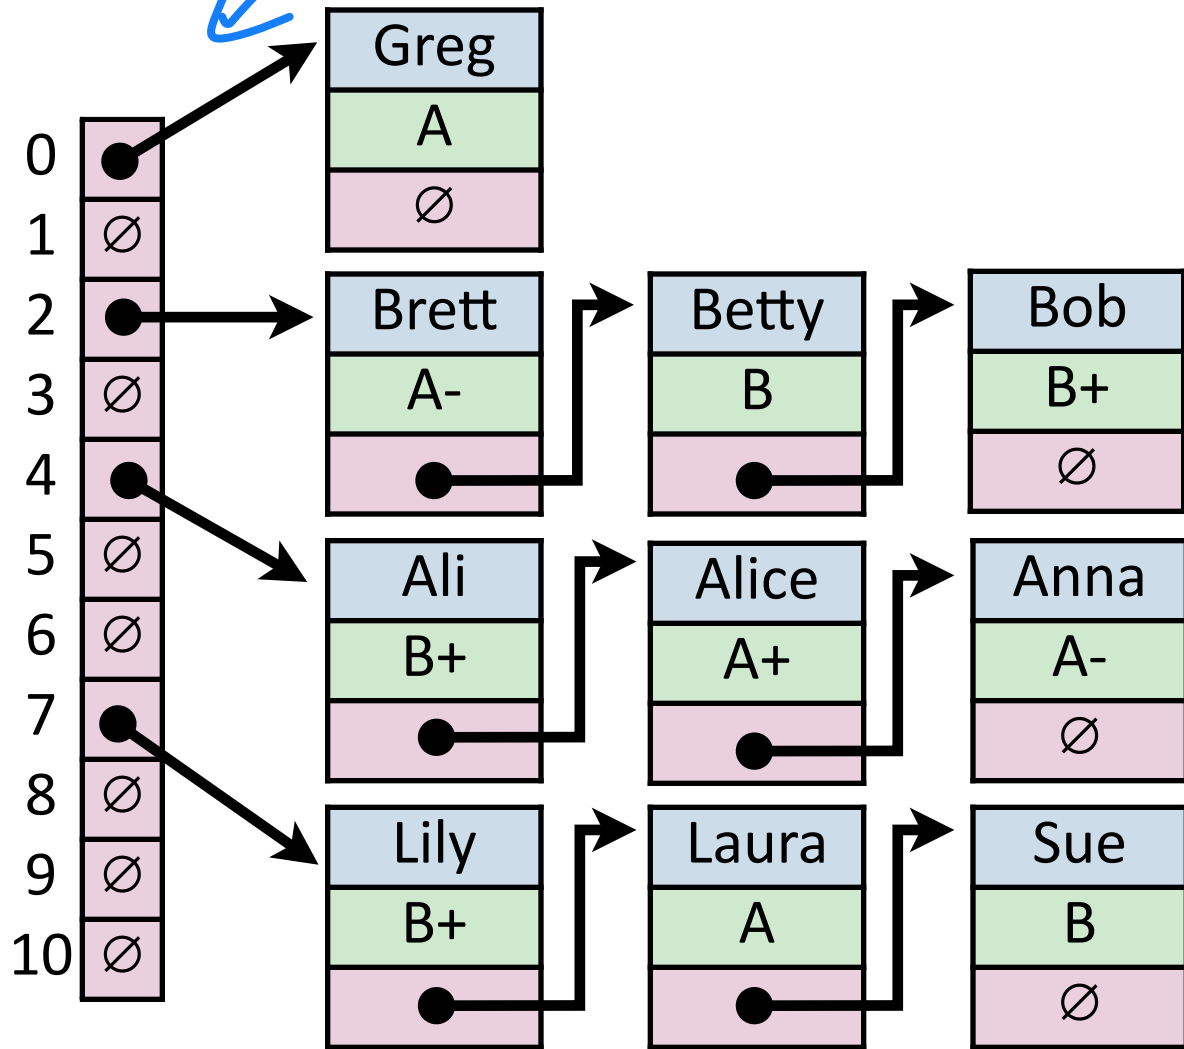 Greg
A
0 ∅
1 ∅
2 Brett Betty Bob
A- B B+
3 ∅
∅
4
5 ∅ Ali Alice Anna
6 ∅ B+ A+ A-
7 ∅
8 ∅ Lily Laura Sue
9 ∅ B+ A B
10 ∅ ∅